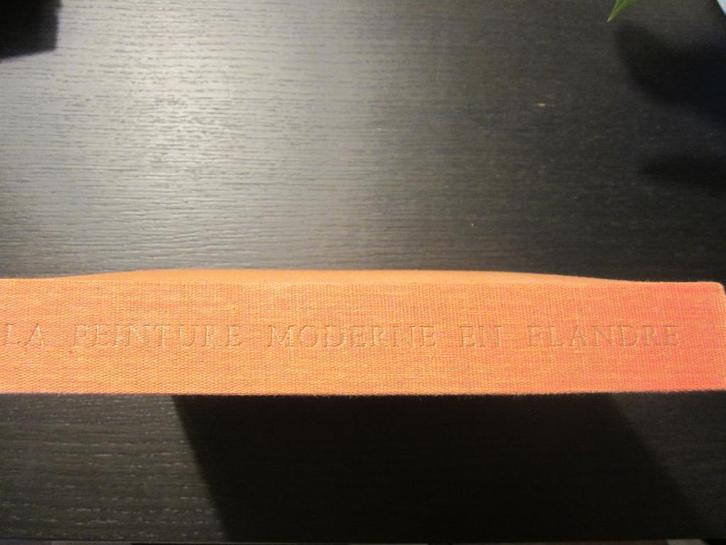 LA PEINTURE MODERNE EN FLANDRE